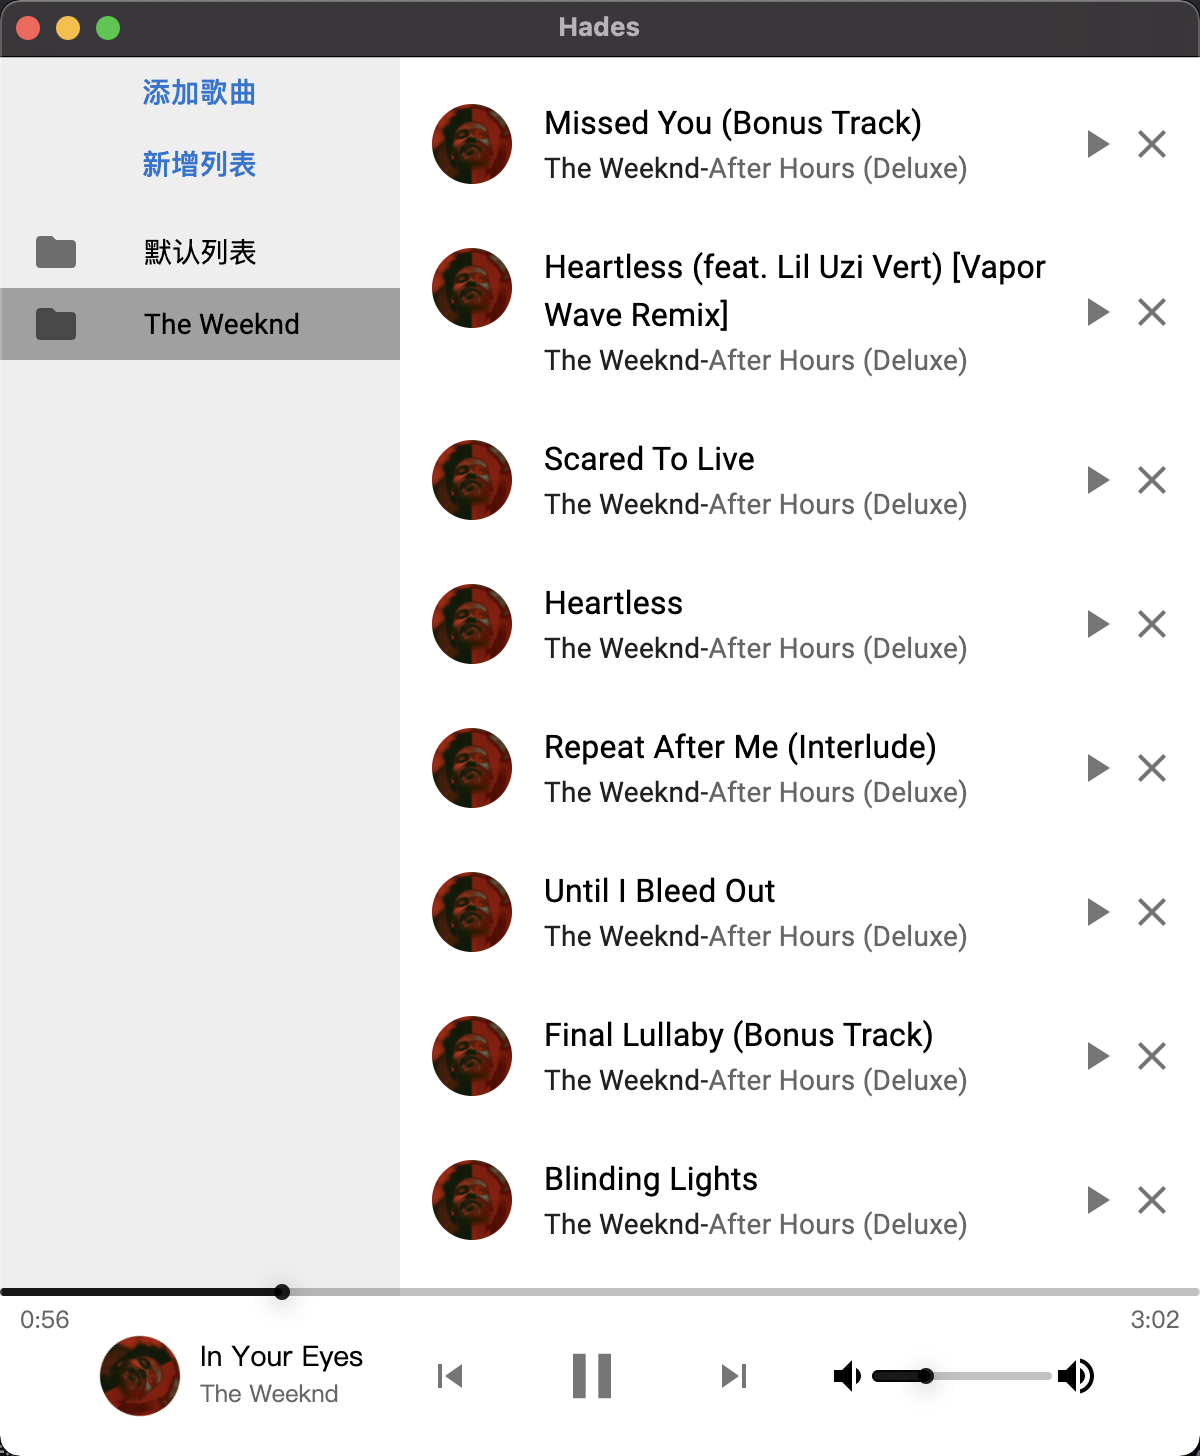 Hades
添加歌曲
新增列表
默认列表
The Weeknd
Missed You (Bonus Track)
The Weeknd-After Hours (Deluxe)
Heartless (feat. Lil Uzi Vert) [Vapor
Wave Remix]
The Weeknd-After Hours (Deluxe)
Scared To Live
The Weeknd-After Hours (Deluxe)
Heartless
The Weeknd-After Hours (Deluxe)
Repeat After Me (Interlude)
The Weeknd-After Hours (Deluxe)
Until I Bleed Out
The Weeknd-After Hours (Deluxe)
Final Lullaby (Bonus Track)
The Weeknd-After Hours (Deluxe)
Blinding Lights
The Weeknd-After Hours (Deluxe)
0:56
3:02
In Your Eyes
The Weeknd